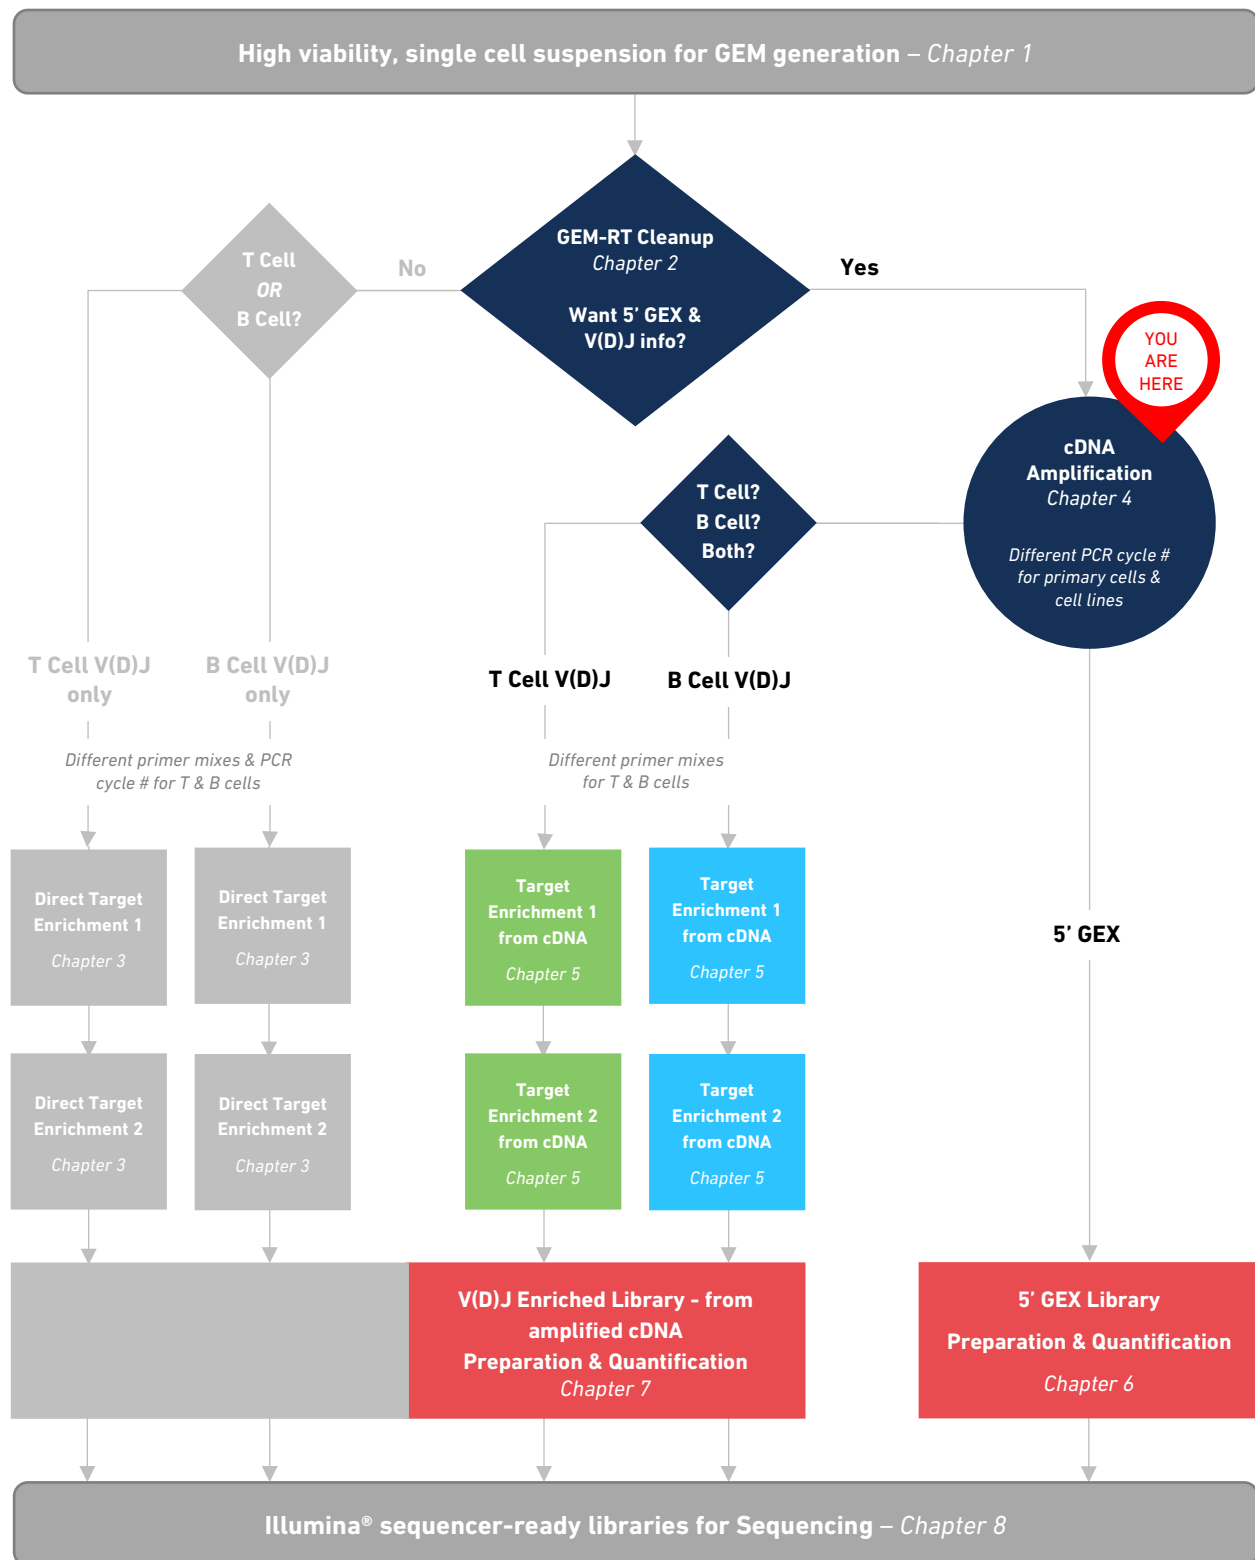 High viability, single cell suspension for GEM generation – Chapter 1
GEM-RT Cleanup
Chapter 2
Want 5’ GEX &
V(D)J info?
No
Yes
T Cell
OR
B Cell?
YOU
ARE
HERE
cDNA
Amplification
Chapter 4
Different PCR cycle #
for primary cells &
cell lines
T Cell?
B Cell?
Both?
T Cell V(D)J
only
B Cell V(D)J
only
T Cell V(D)J
B Cell V(D)J
Different primer mixes & PCR
cycle # for T & B cells
Different primer mixes
for T & B cells
Direct Target
Enrichment 1
Chapter 3
Direct Target
Enrichment 1
Chapter 3
Target
Enrichment 1
from cDNA
Chapter 5
Target
Enrichment 1
from cDNA
Chapter 5
5’ GEX
Direct Target
Enrichment 2
Chapter 3
Direct Target
Enrichment 2
Chapter 3
Target
Enrichment 2
from cDNA
Chapter 5
Target
Enrichment 2
from cDNA
Chapter 5
V(D)J Enriched Library - from
amplified cDNA
Preparation & Quantification
Chapter 7
5’ GEX Library
Preparation & Quantification
Chapter 6
Illumina® sequencer-ready libraries for Sequencing – Chapter 8